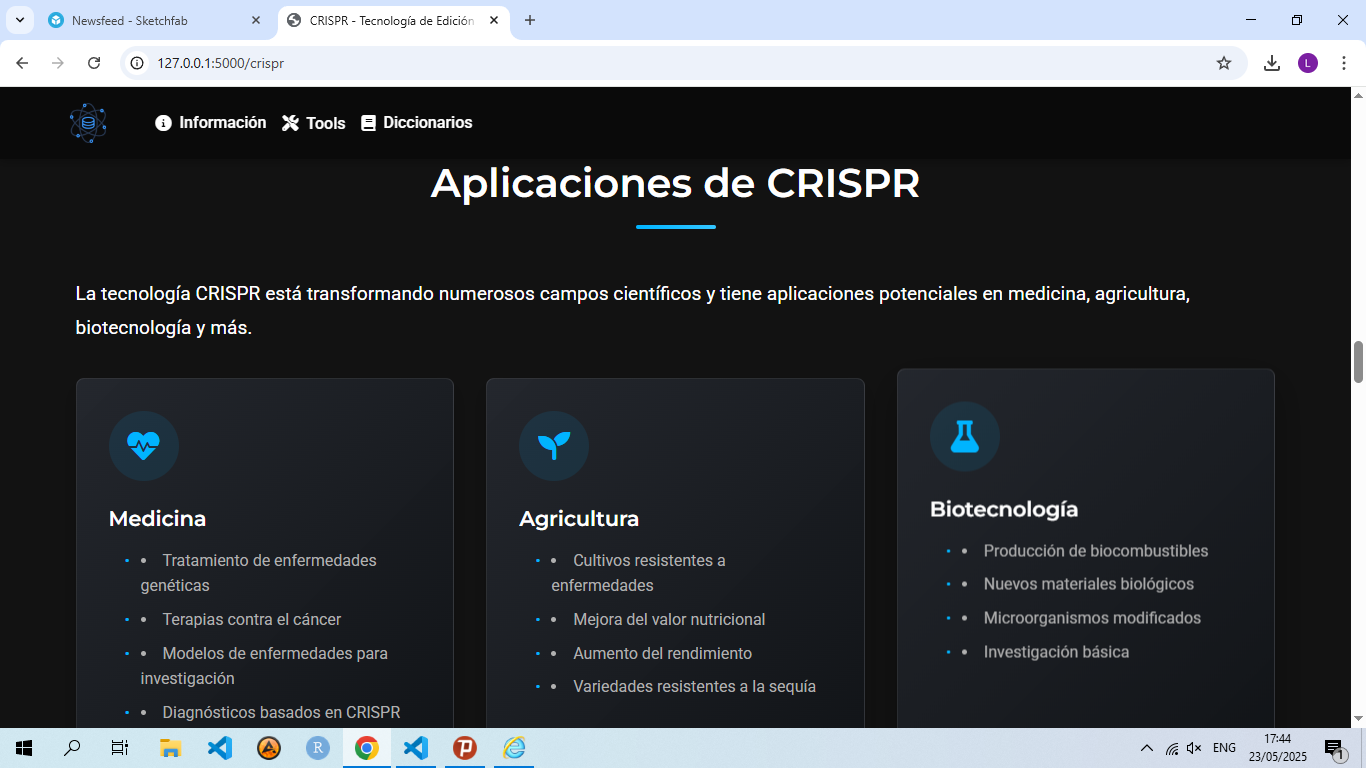 Newsfeed - Sketchfab
CRISPR - Tecnología de Edición
127.0.0.1:5000/crispr
L
Información
Tools
Diccionarios
Aplicaciones de CRISPR
La tecnología CRISPR está transformando numerosos campos científicos y tiene aplicaciones potenciales en medicina, agricultura,
biotecnología y más.
Medicina
• Tratamiento de enfermedades
genéticas
• Terapias contra el cáncer
• Modelos de enfermedades para
investigación
• Diagnósticos basados en CRISPR
Agricultura
• Cultivos resistentes a
enfermedades
• Mejora del valor nutricional
• Aumento del rendimiento
• Variedades resistentes a la sequía
Biotecnología
• Producción de biocombustibles
• Nuevos materiales biológicos
• Microorganismos modificados
• Investigación básica
R
P
ENG
17:44
23/05/2025
1